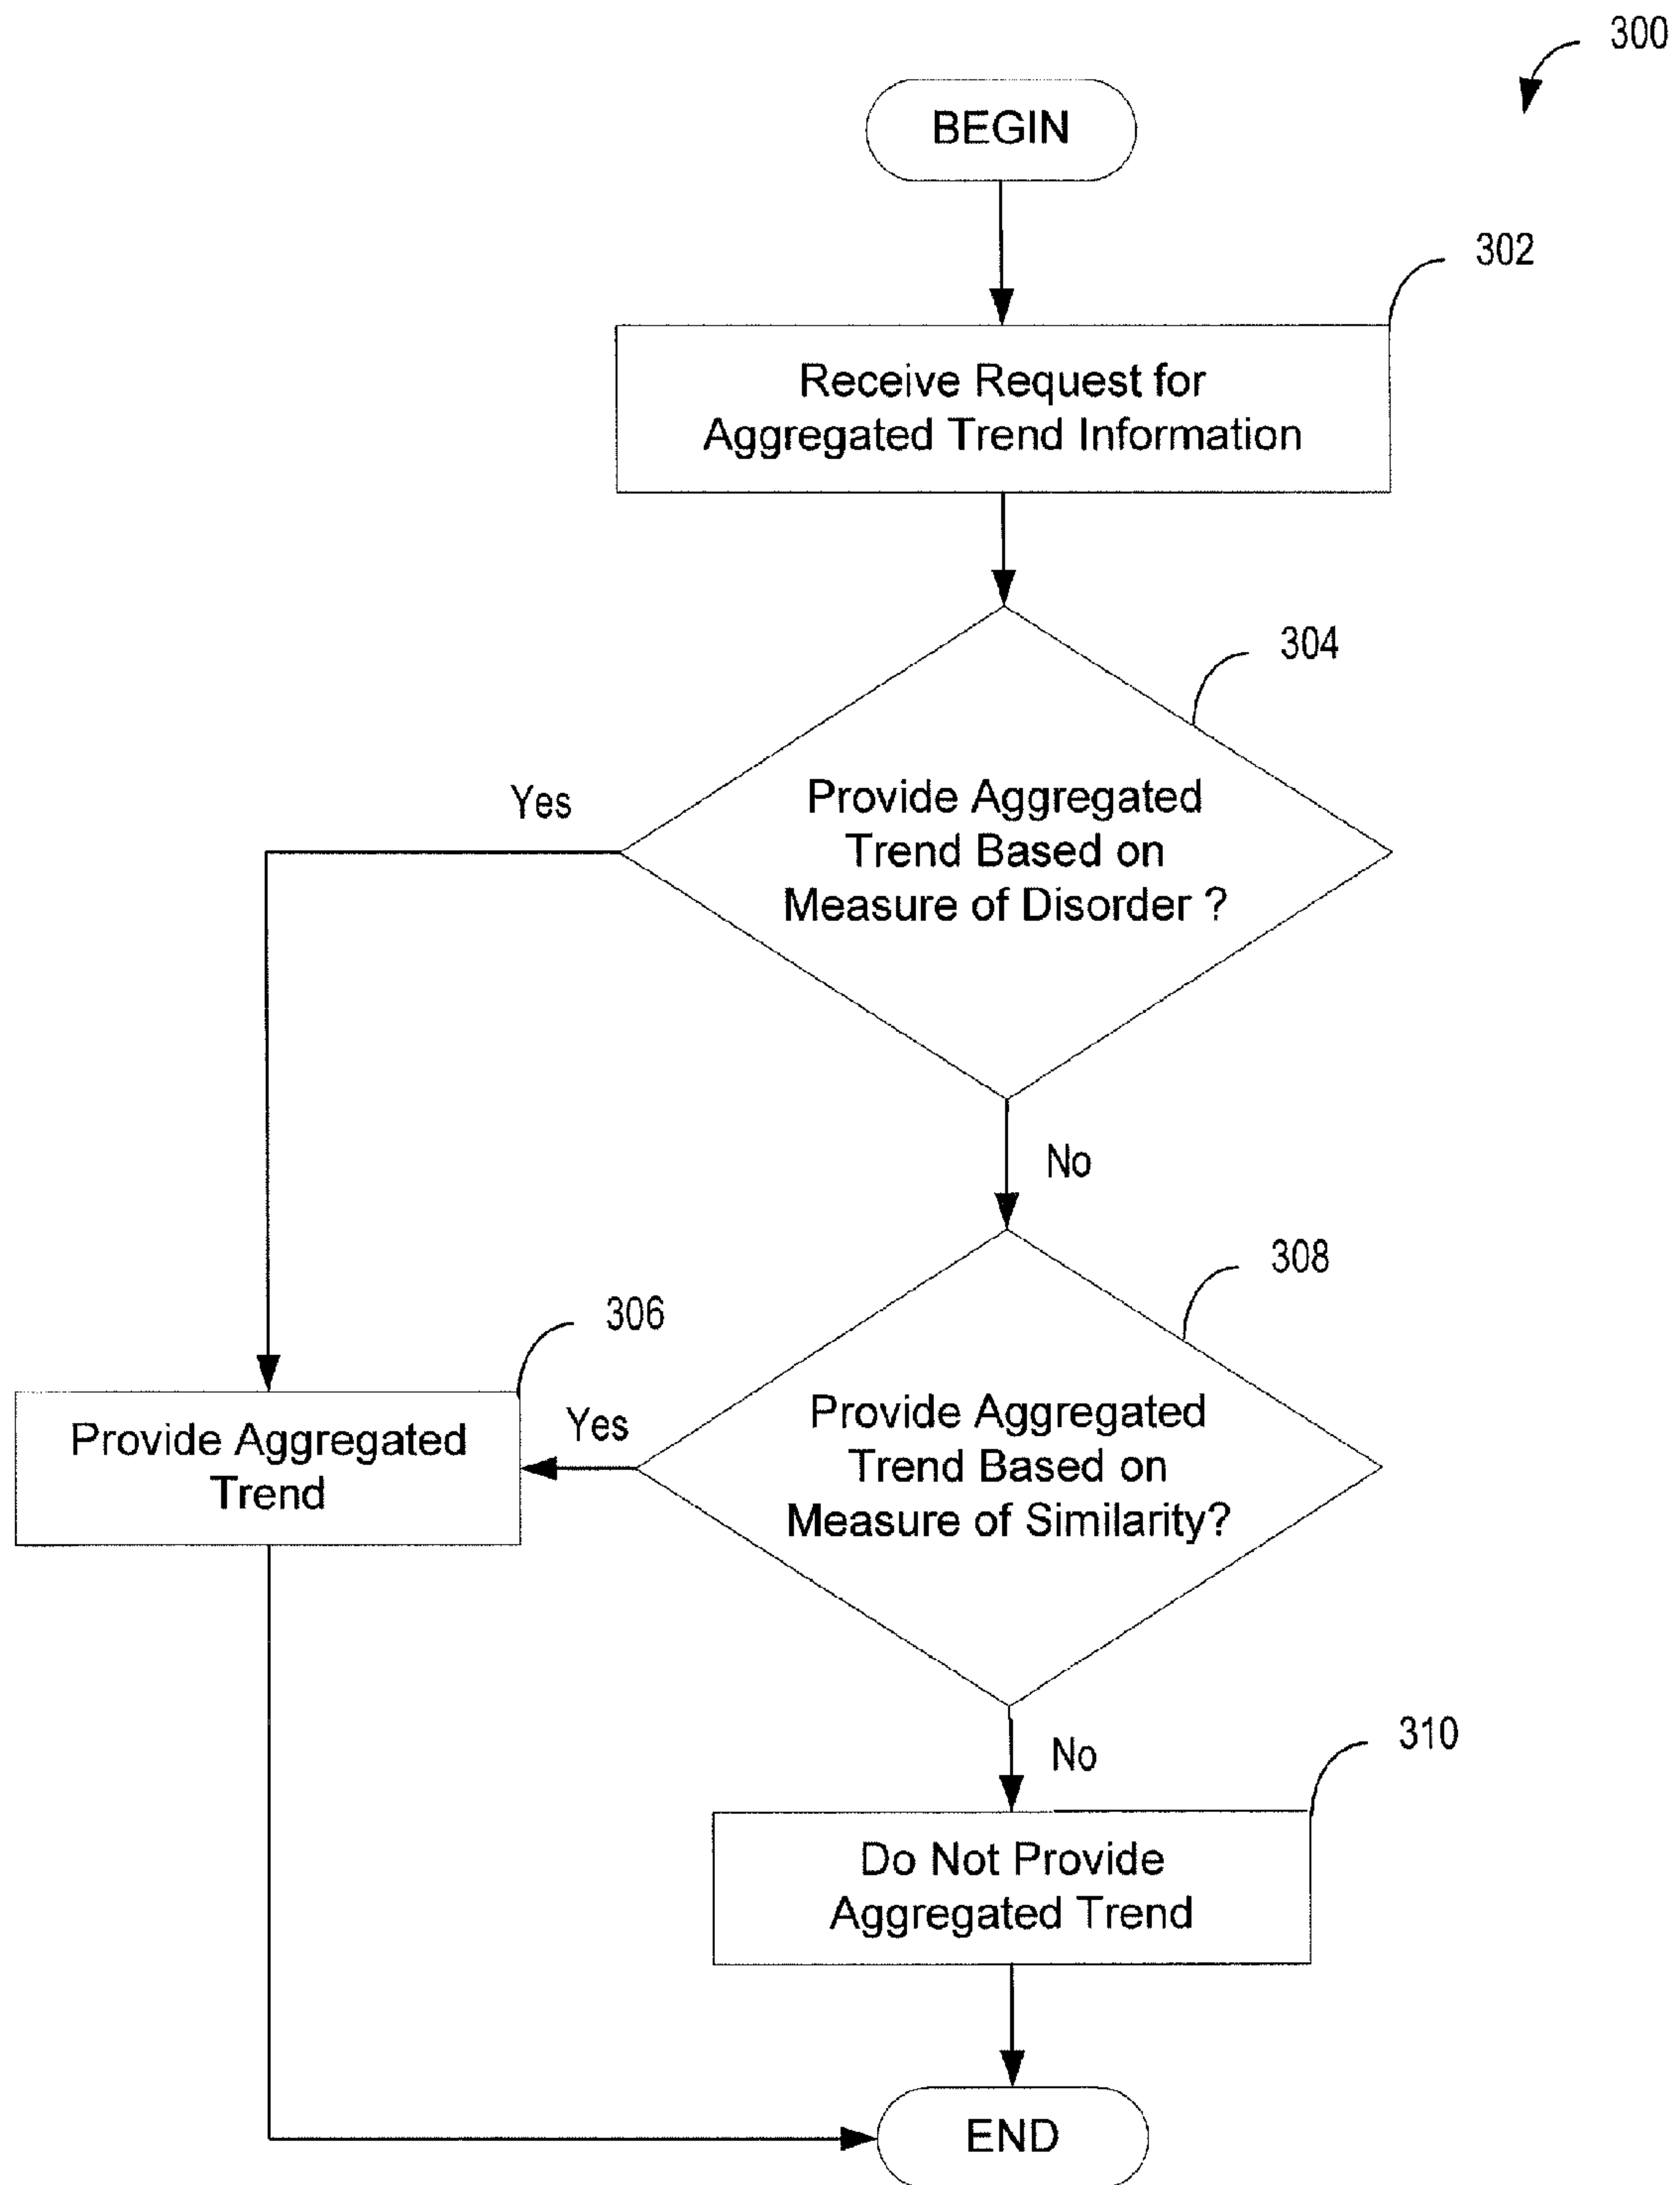 300
BEGIN
302
Receive Request for
Aggregated Trend Information
304
Provide Aggregated
Trend Based on
Measure of Disorder ?
Yes
No
308
306
Provide Aggregated
Trend
Yes
Provide Aggregated
Trend Based on
Measure of Similarity?
No
310
Do Not Provide
Aggregated Trend
END